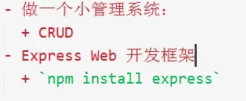 - 做一个小管理系统：
+ CRUD
- Express Web 开发框架
+ `npm install express`